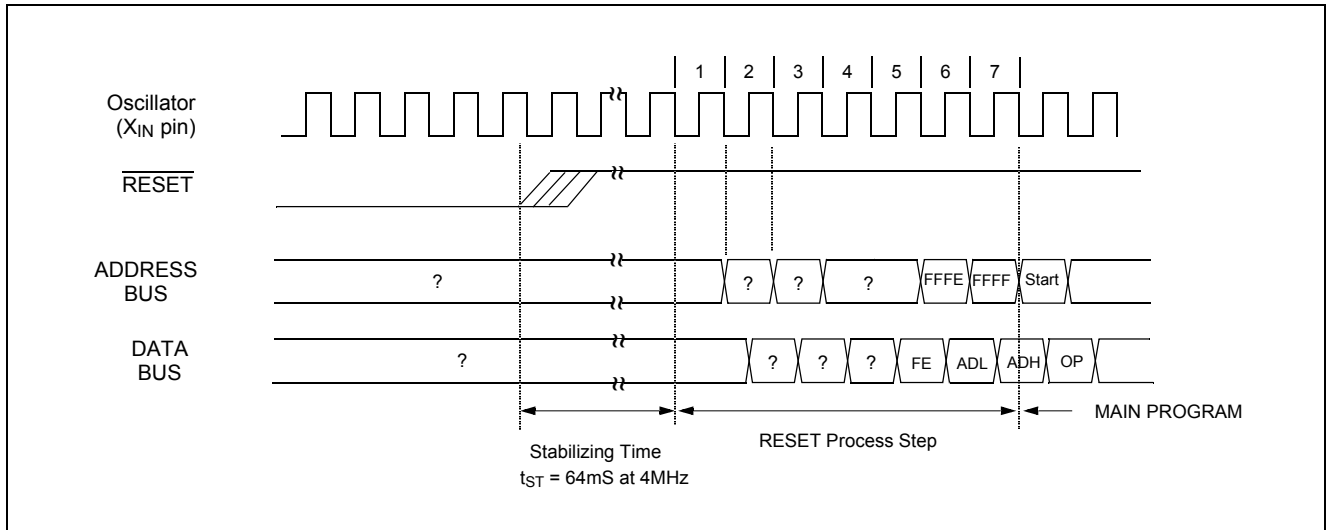 1 2 3 4 5 6 7
Oscillator
(XIN pin)
RESET
ADDRESS
BUS
? ? ? ? FFFE FFFF Start
DATA
BUS
? ? ? ? FE ADL ADH OP
MAIN PROGRAM
Stabilizing Time
tST = 64mS at 4MHz
RESET Process Step